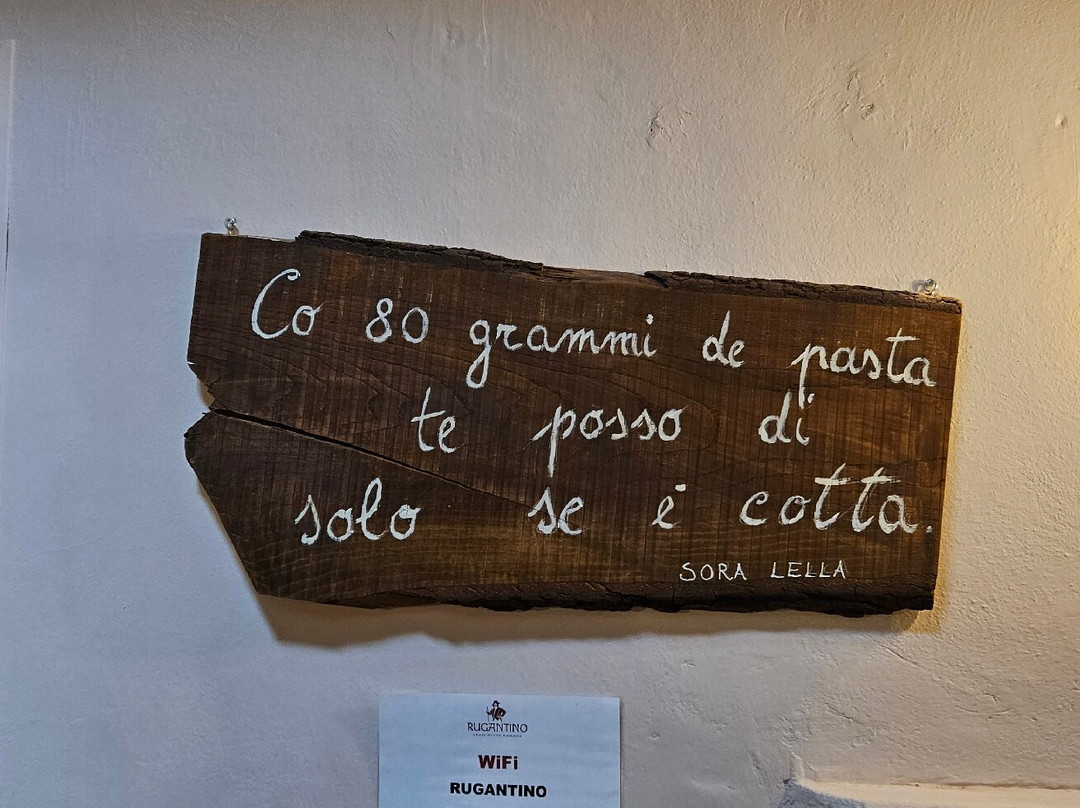 Co 80 grammi de pasta
te posso di
solo se è cotta.
SORA LELLA
RUGANTINO
WiFi
RUGANTINO